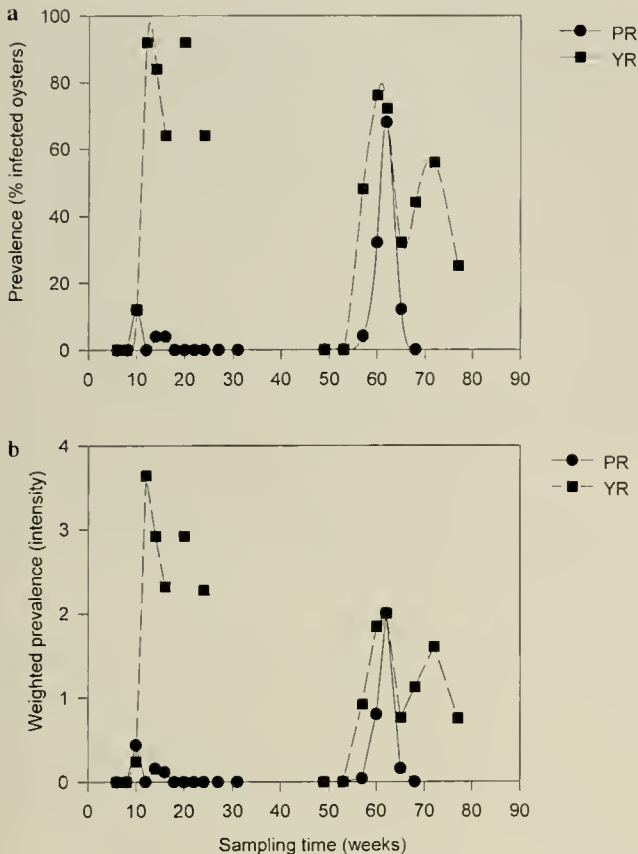 a
100
80
60
40
20
0
Prevalence (% infected oysters)
0 10 20 30 40 50 60 70 80 90
PR
YR
b
4
3
2
1
0
Weighted prevalence (intensity)
0 10 20 30 40 50 60 70 80 90
Sampling time (weeks)
PR
YR